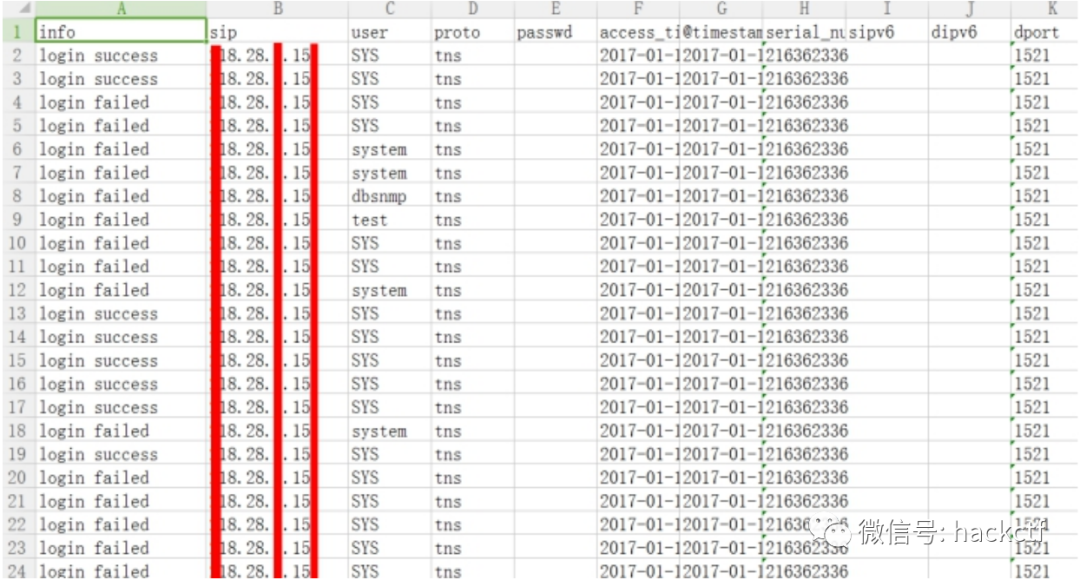 A B C D E F G H I J K
1 info sip user proto passwd access_ti @timestam serial_nu sipv6 dipv6 dport
2 login success 18.28. .15 SYS tns 2017-01-1 2017-01-1 216362336 1521
3 login success 18.28. .15 SYS tns 2017-01-1 2017-01-1 216362336 1521
4 login failed 18.28. .15 SYS tns 2017-01-1 2017-01-1 216362336 1521
5 login failed 18.28. .15 SYS tns 2017-01-1 2017-01-1 216362336 1521
6 login failed 18.28. .15 system tns 2017-01-1 2017-01-1 216362336 1521
7 login failed 18.28. .15 system tns 2017-01-1 2017-01-1 216362336 1521
8 login failed 18.28. .15 dbsnmp tns 2017-01-1 2017-01-1 216362336 1521
9 login failed 18.28. .15 test tns 2017-01-1 2017-01-1 216362336 1521
10 login failed 18.28. .15 SYS tns 2017-01-1 2017-01-1 216362336 1521
11 login failed 18.28. .15 SYS tns 2017-01-1 2017-01-1 216362336 1521
12 login failed 18.28. .15 system tns 2017-01-1 2017-01-1 216362336 1521
13 login success 18.28. .15 SYS tns 2017-01-1 2017-01-1 216362336 1521
14 login success 18.28. .15 SYS tns 2017-01-1 2017-01-1 216362336 1521
15 login success 18.28. .15 SYS tns 2017-01-1 2017-01-1 216362336 1521
16 login success 18.28. .15 SYS tns 2017-01-1 2017-01-1 216362336 1521
17 login success 18.28. .15 SYS tns 2017-01-1 2017-01-1 216362336 1521
18 login failed 18.28. .15 system tns 2017-01-1 2017-01-1 216362336 1521
19 login success 18.28. .15 SYS tns 2017-01-1 2017-01-1 216362336 1521
20 login failed 18.28. .15 SYS tns 2017-01-1 2017-01-1 216362336 1521
21 login failed 18.28. .15 SYS tns 2017-01-1 2017-01-1 216362336 1521
22 login failed 18.28. .15 SYS tns 2017-01-1 2017-01-1 216362336 1521
23 login failed 18.28. .15 SYS tns 2017-01-1 2017-01-1 216362336 1521
24 login failed 18.28. .15 SYS tns 2017-01-1 2017-01-1 216362336 1521
微信号: hackctf